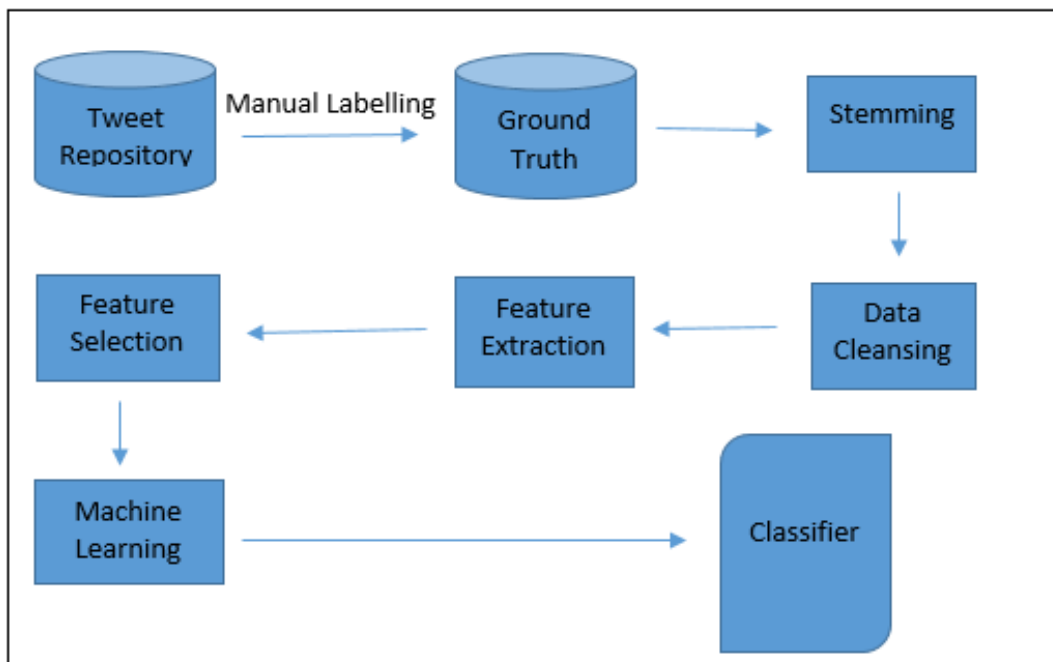 Tweet
Repository
Manual Labelling
Ground
Truth
Stemming
Data
Cleansing
Feature
Extraction
Feature
Selection
Machine
Learning
Classifier